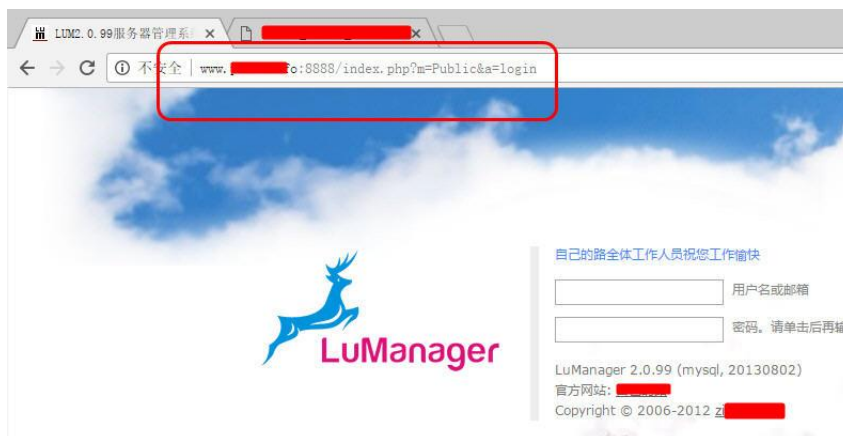 LUM2.0.99服务器管理系
不安全 | www.
o:8888/index.php?m=Public&a=login
自己的路全体工作人员祝您工作愉快
用户名或邮箱
密码。请单击后再输
LuManager
LuManager 2.0.99 (mysql, 20130802)
官方网站:
Copyright © 2006-2012 zi